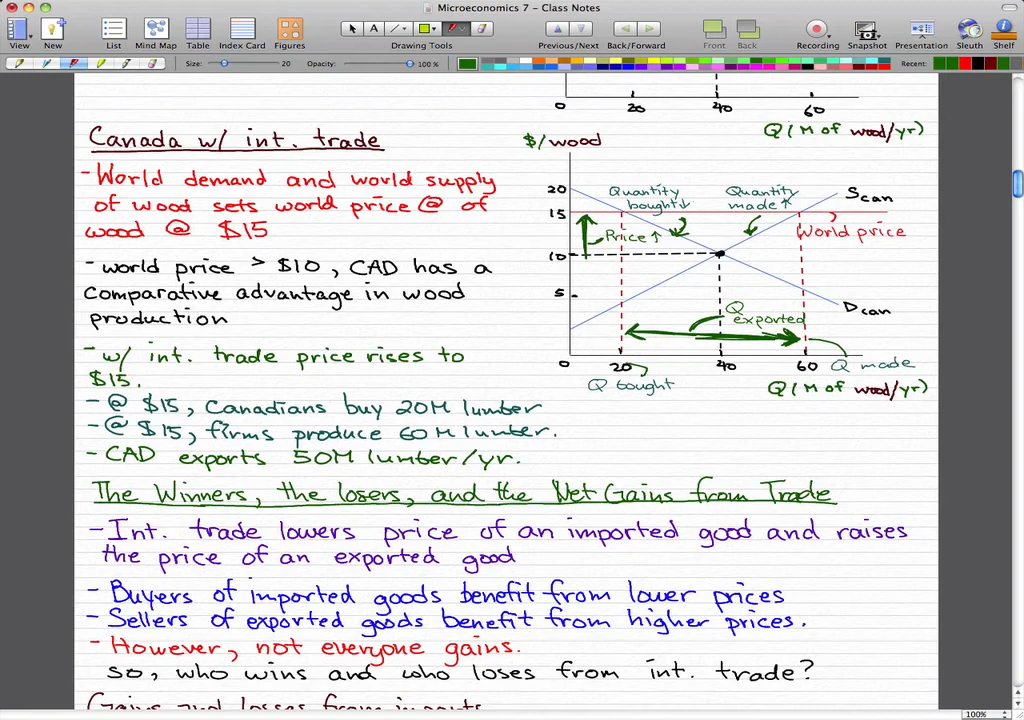 Microeconomics 7 - Class Notes
View New List Mind Map Table Index Card Figures Drawing Tools Previous/Next Back/Forward Front Back Recording Snapshot Presentation Sleuth Shelf
Size: 20 Opacity: 100 % Recent:
0 20 40 60
Q (M of wood/yr)
Canada w/ int. trade
- World demand and world supply
of wood sets world price @ of
wood @ $15
- world price > $10, CAD has a
comparative advantage in wood
production
- w/ int. trade price rises to
$15.
- @ $15, Canadians buy 20M lumber
- @ $15, firms produce 60M lumber.
- CAD exports 50M lumber/yr.
$/wood
20
15
10
5
Quantity
bought↓
Quantity
made↑
Scan
World price
Price↑
Dcan
Q
exported
0 20 40 60
Q made
Q bought
Q (M of wood/yr)
The Winners, the losers, and the Net Gains from Trade
- Int. trade lowers price of an imported good and raises
the price of an exported good
- Buyers of imported goods benefit from lower prices
- Sellers of exported goods benefit from higher prices.
- However, not everyone gains.
so, who wins and who loses from int. trade?
Gains and losses from imports
100%